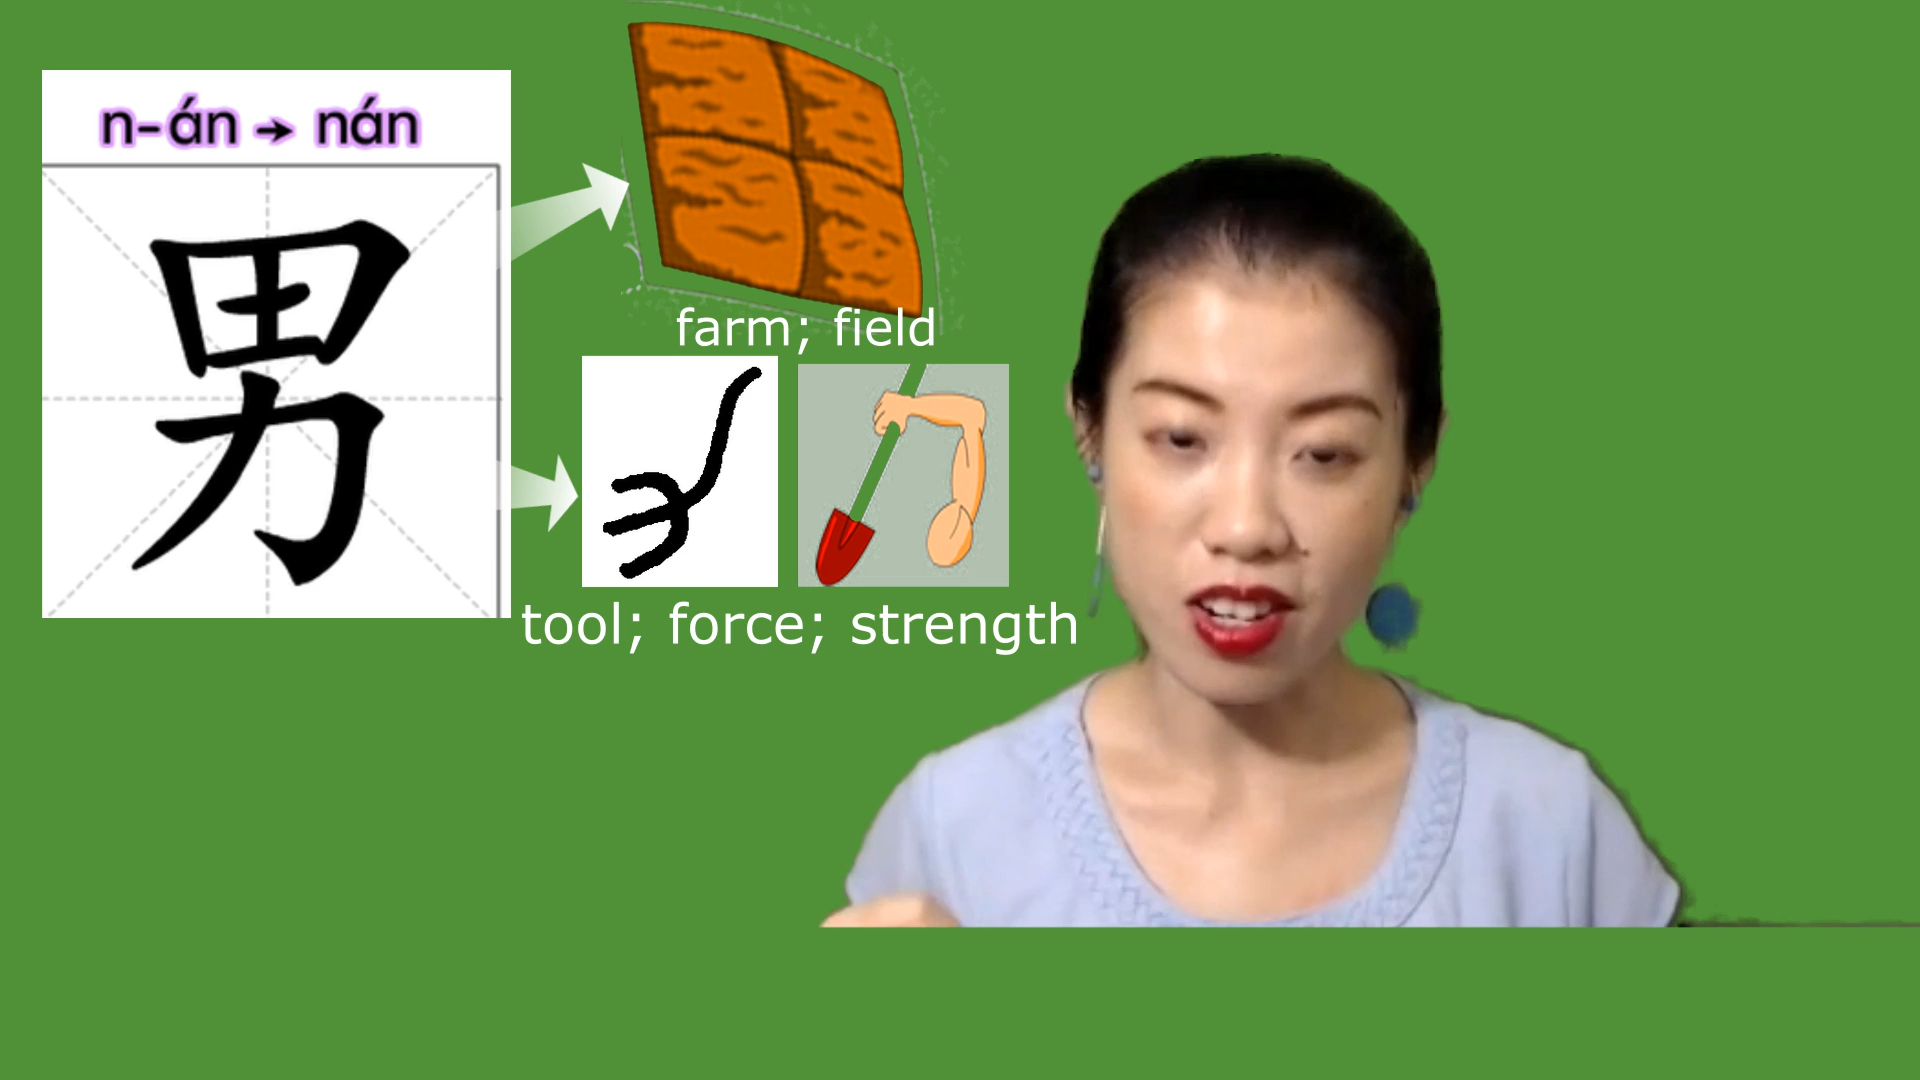 n-án → nán
男
farm; field
tool; force; strength